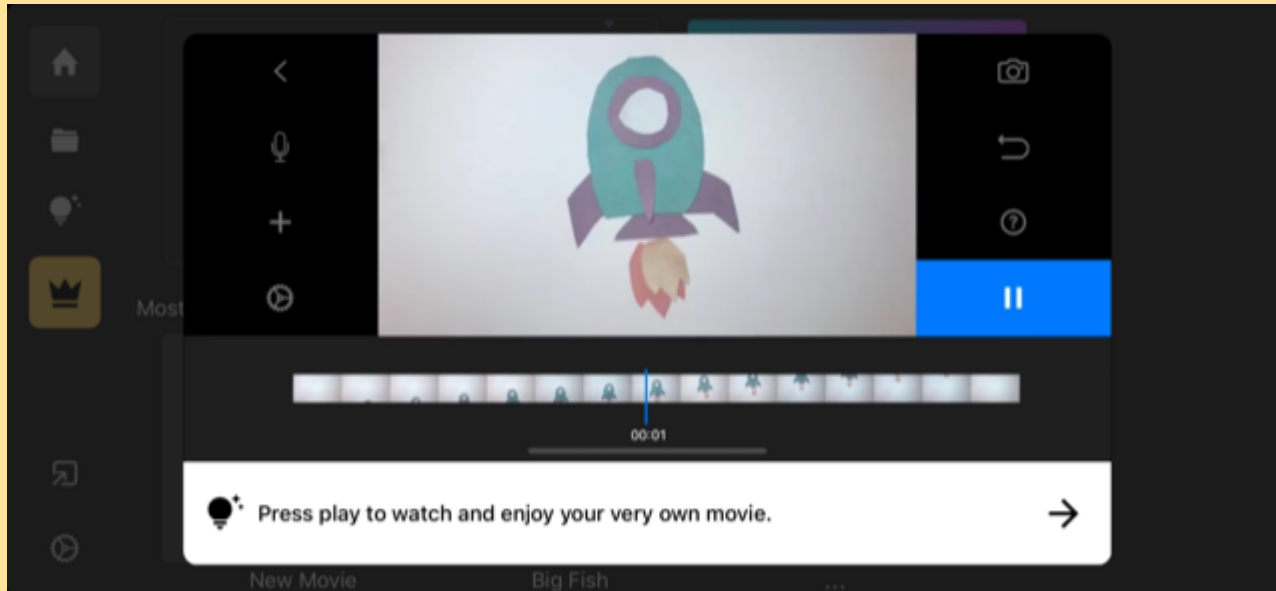 Most
00:01
Press play to watch and enjoy your very own movie.
New Movie
Big Fish
...